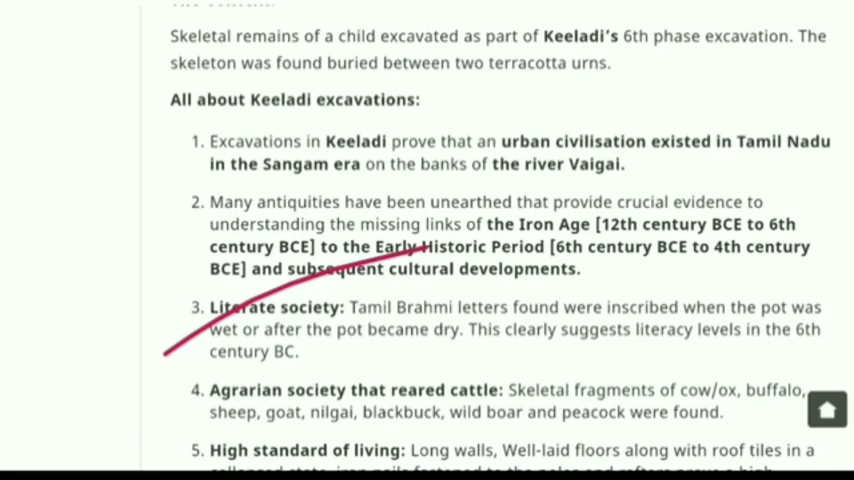 Skeletal remains of a child excavated as part of Keeladi's 6th phase excavation. The
skeleton was found buried between two terracotta urns.
All about Keeladi excavations:
1. Excavations in Keeladi prove that an urban civilisation existed in Tamil Nadu
in the Sangam era on the banks of the river Vaigai.
2. Many antiquities have been unearthed that provide crucial evidence to
understanding the missing links of the Iron Age [12th century BCE to 6th
century BCE] to the Early Historic Period [6th century BCE to 4th century
BCE] and subsequent cultural developments.
3. Literate society: Tamil Brahmi letters found were inscribed when the pot was
wet or after the pot became dry. This clearly suggests literacy levels in the 6th
century BC.
4. Agrarian society that reared cattle: Skeletal fragments of cow/ox, buffalo,
sheep, goat, nilgai, blackbuck, wild boar and peacock were found.
5. High standard of living: Long walls, Well-laid floors along with roof tiles in a